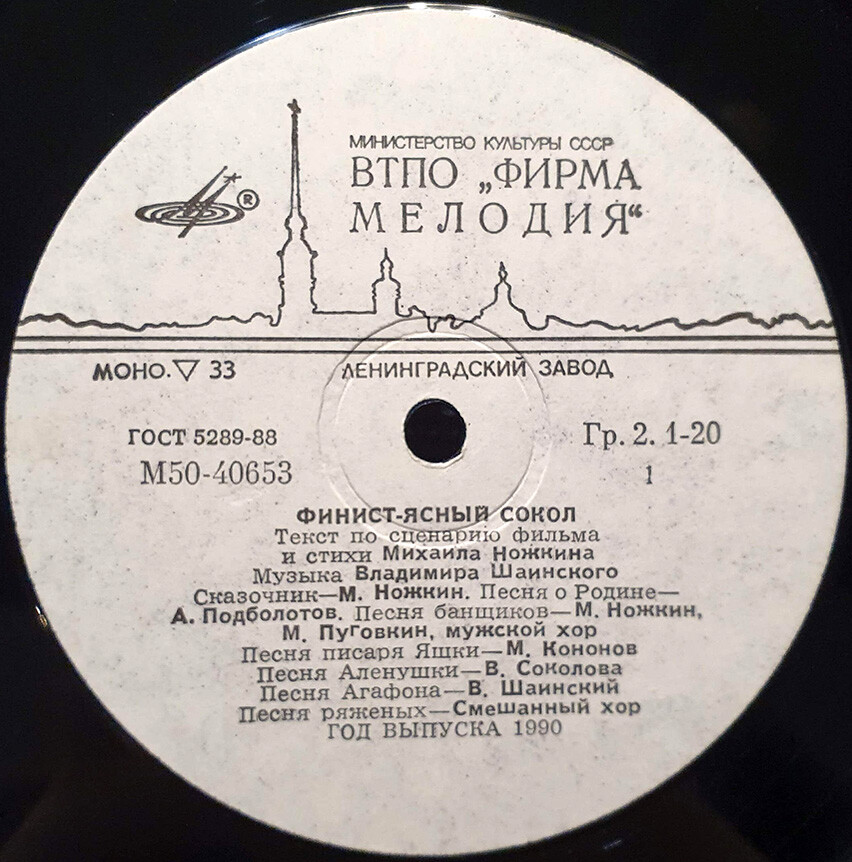 МИНИСТЕРСТВО КУЛЬТУРЫ СССР
ВТПО „ФИРМА
МЕЛОДИЯ“
®
МОНО. ▽ 33 ЛЕНИНГРАДСКИЙ ЗАВОД
ГОСТ 5289-88 Гр. 2. 1-20
М50-40653 1
ФИНИСТ-ЯСНЫЙ СОКОЛ
Текст по сценарию фильма
и стихи Михаила Ножкина
Музыка Владимира Шаинского
Сказочник—М. Ножкин. Песня о Родине—
А. Подболотов. Песня банщиков—М. Ножкин,
М. ПуГовкин, мужской хор
Песня писаря Яшки—М. Кононов
Песня Аленушки—В. Соколова
Песня Агафона—В. Шаинский
Песня ряженых—Смешанный хор
ГОД ВЫПУСКА 1990